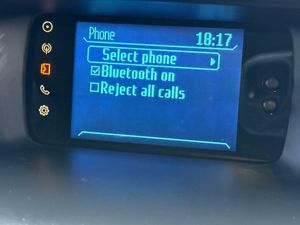 Phone 18:17
Select phone
Bluetooth on
Reject all calls